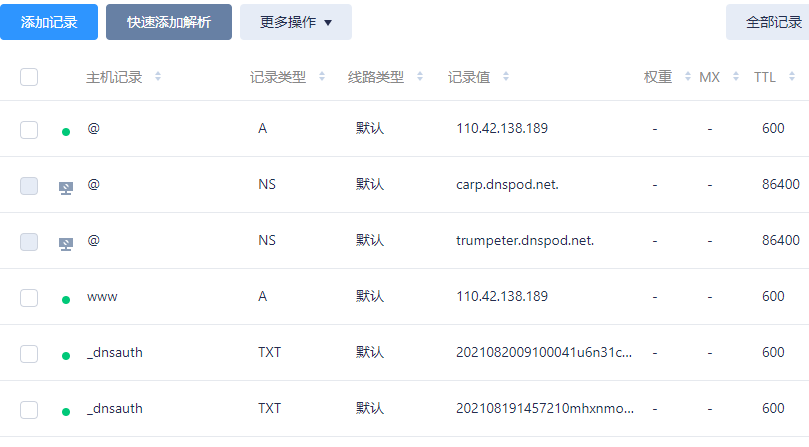 添加记录 快速添加解析 更多操作 全部记录
主机记录 记录类型 线路类型 记录值 权重 MX TTL
@ A 默认 110.42.138.189 - - 600
@ NS 默认 carp.dnspod.net. - - 86400
@ NS 默认 trumpeter.dnspod.net. - - 86400
www A 默认 110.42.138.189 - - 600
_dnsauth TXT 默认 2021082009100041u6n31c... - - 600
_dnsauth TXT 默认 202108191457210mhxnmo... - - 600